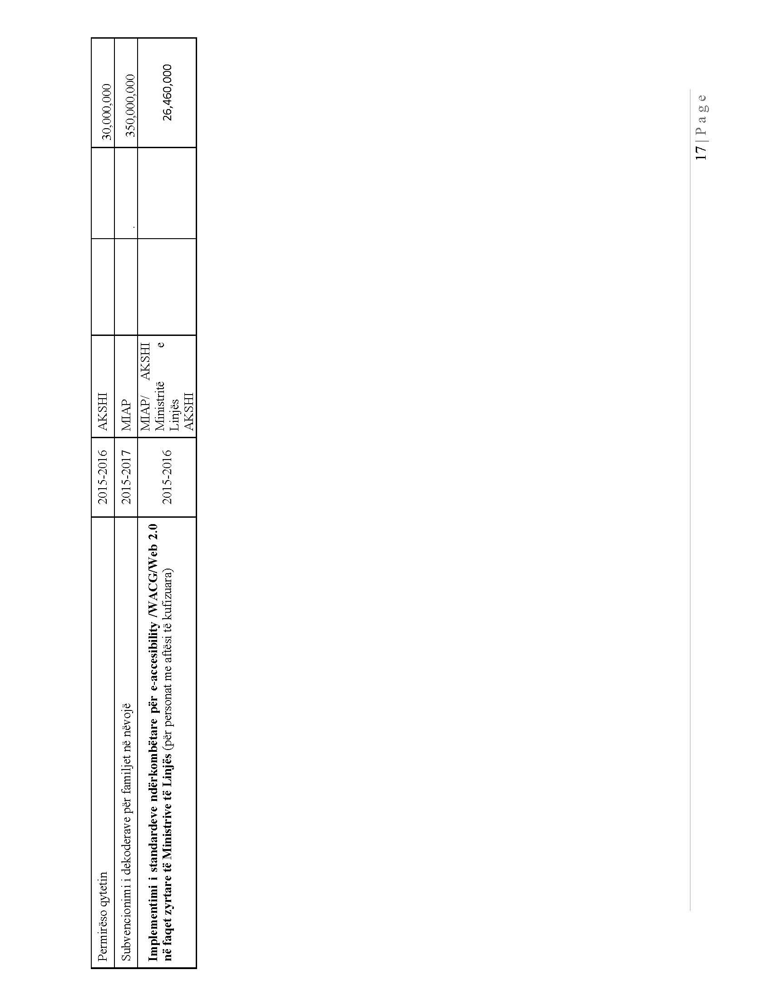 Permirëso qytetin 2015-2016 AKSHI 30,000,000
Subvencionimi i dekoderave për familjet në nëvojë 2015-2017 MIAP . 350,000,000
Implementimi i standardeve ndërkombëtare për e-accesibility /WACG/Web 2.0
në faqet zyrtare të Ministrive të Linjës (për personat me aftësi të kufizuara)
2015-2016
MIAP/ AKSHI
Ministritë e
Linjës
AKSHI
26,460,000
17 | P a g e